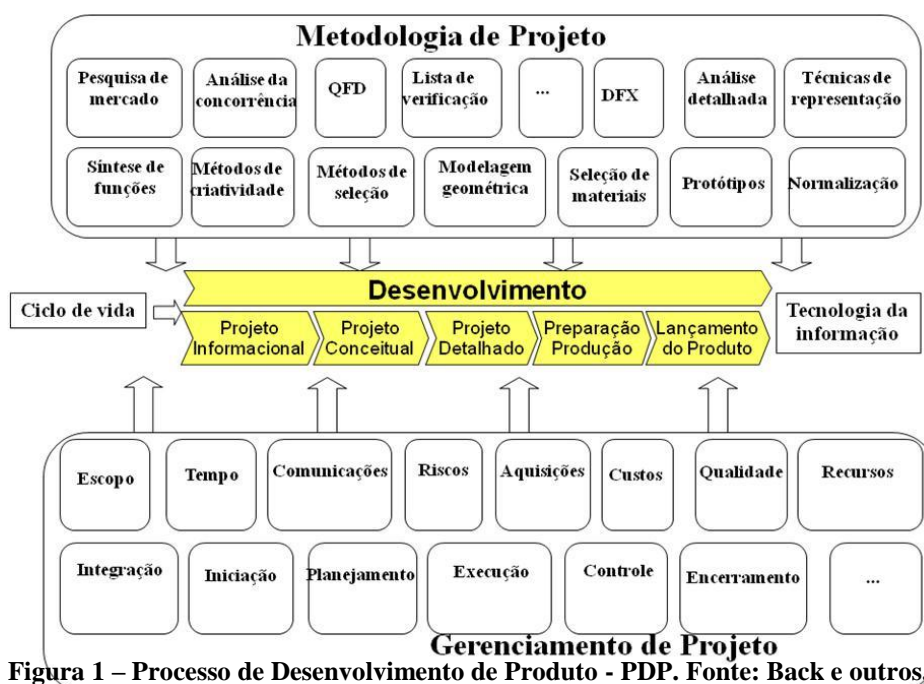 Metodologia de Projeto
Pesquisa de
mercado
Análise da
concorrência
QFD
Lista de
verificação
...
DFX
Análise
detalhada
Técnicas de
representação
Síntese de
funções
Métodos de
criatividade
Métodos de
seleção
Modelagem
geométrica
Seleção de
materiais
Protótipos
Normalização
Desenvolvimento
Ciclo de vida
Projeto
Informacional
Projeto
Conceitual
Projeto
Detalhado
Preparação
Produção
Lançamento
do Produto
Tecnologia da
informação
Escopo
Tempo
Comunicações
Riscos
Aquisições
Custos
Qualidade
Recursos
Integração
Iniciação
Planejamento
Execução
Controle
Encerramento
...
Gerenciamento de Projeto
Figura 1 – Processo de Desenvolvimento de Produto - PDP. Fonte: Back e outros